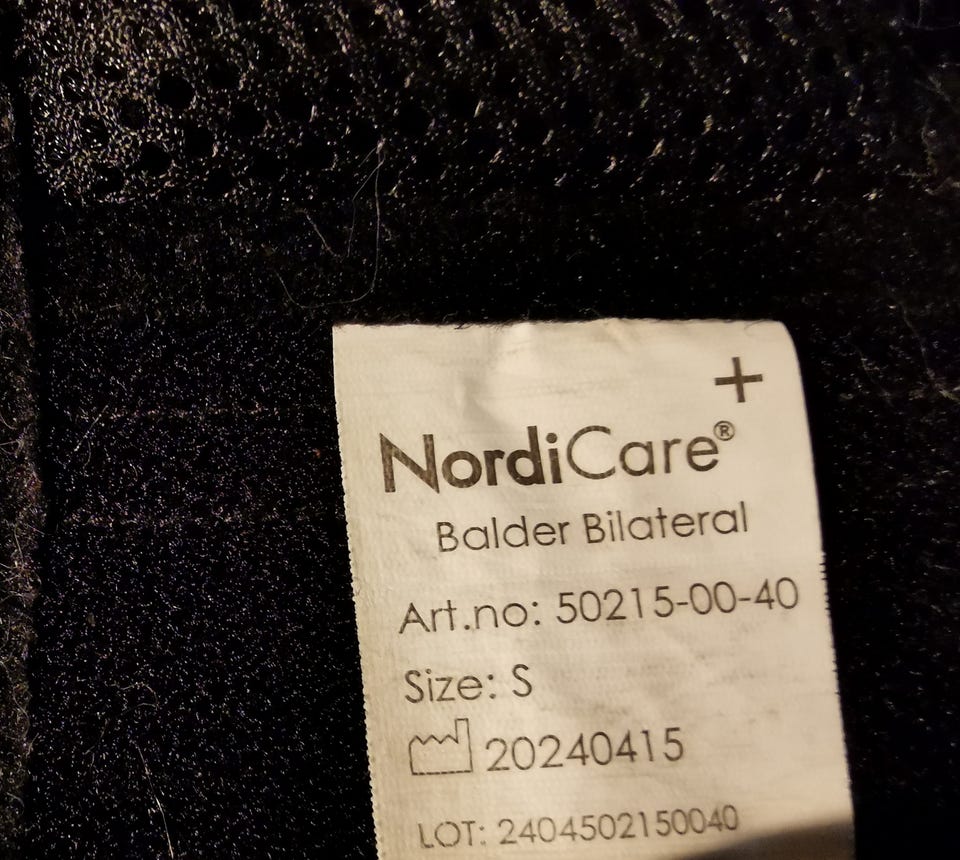 +
NordiCare®
Balder Bilateral
Art.no: 50215-00-40
Size: S
20240415
LOT: 2404502150040